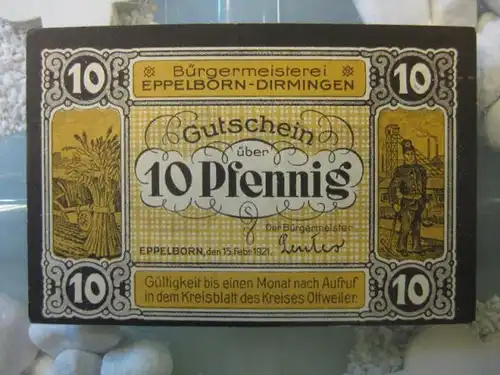 10
Bürgermeisterei
EPPELBORN-DIRMINGEN
10
Gutschein
über
10 Pfennig
Der Bürgermeister
EPPELBORN, den 15. Febr. 1921.
10
Gültigkeit bis einen Monat nach Aufruf
in dem Kreisblatt des Kreises Ottweiler.
10